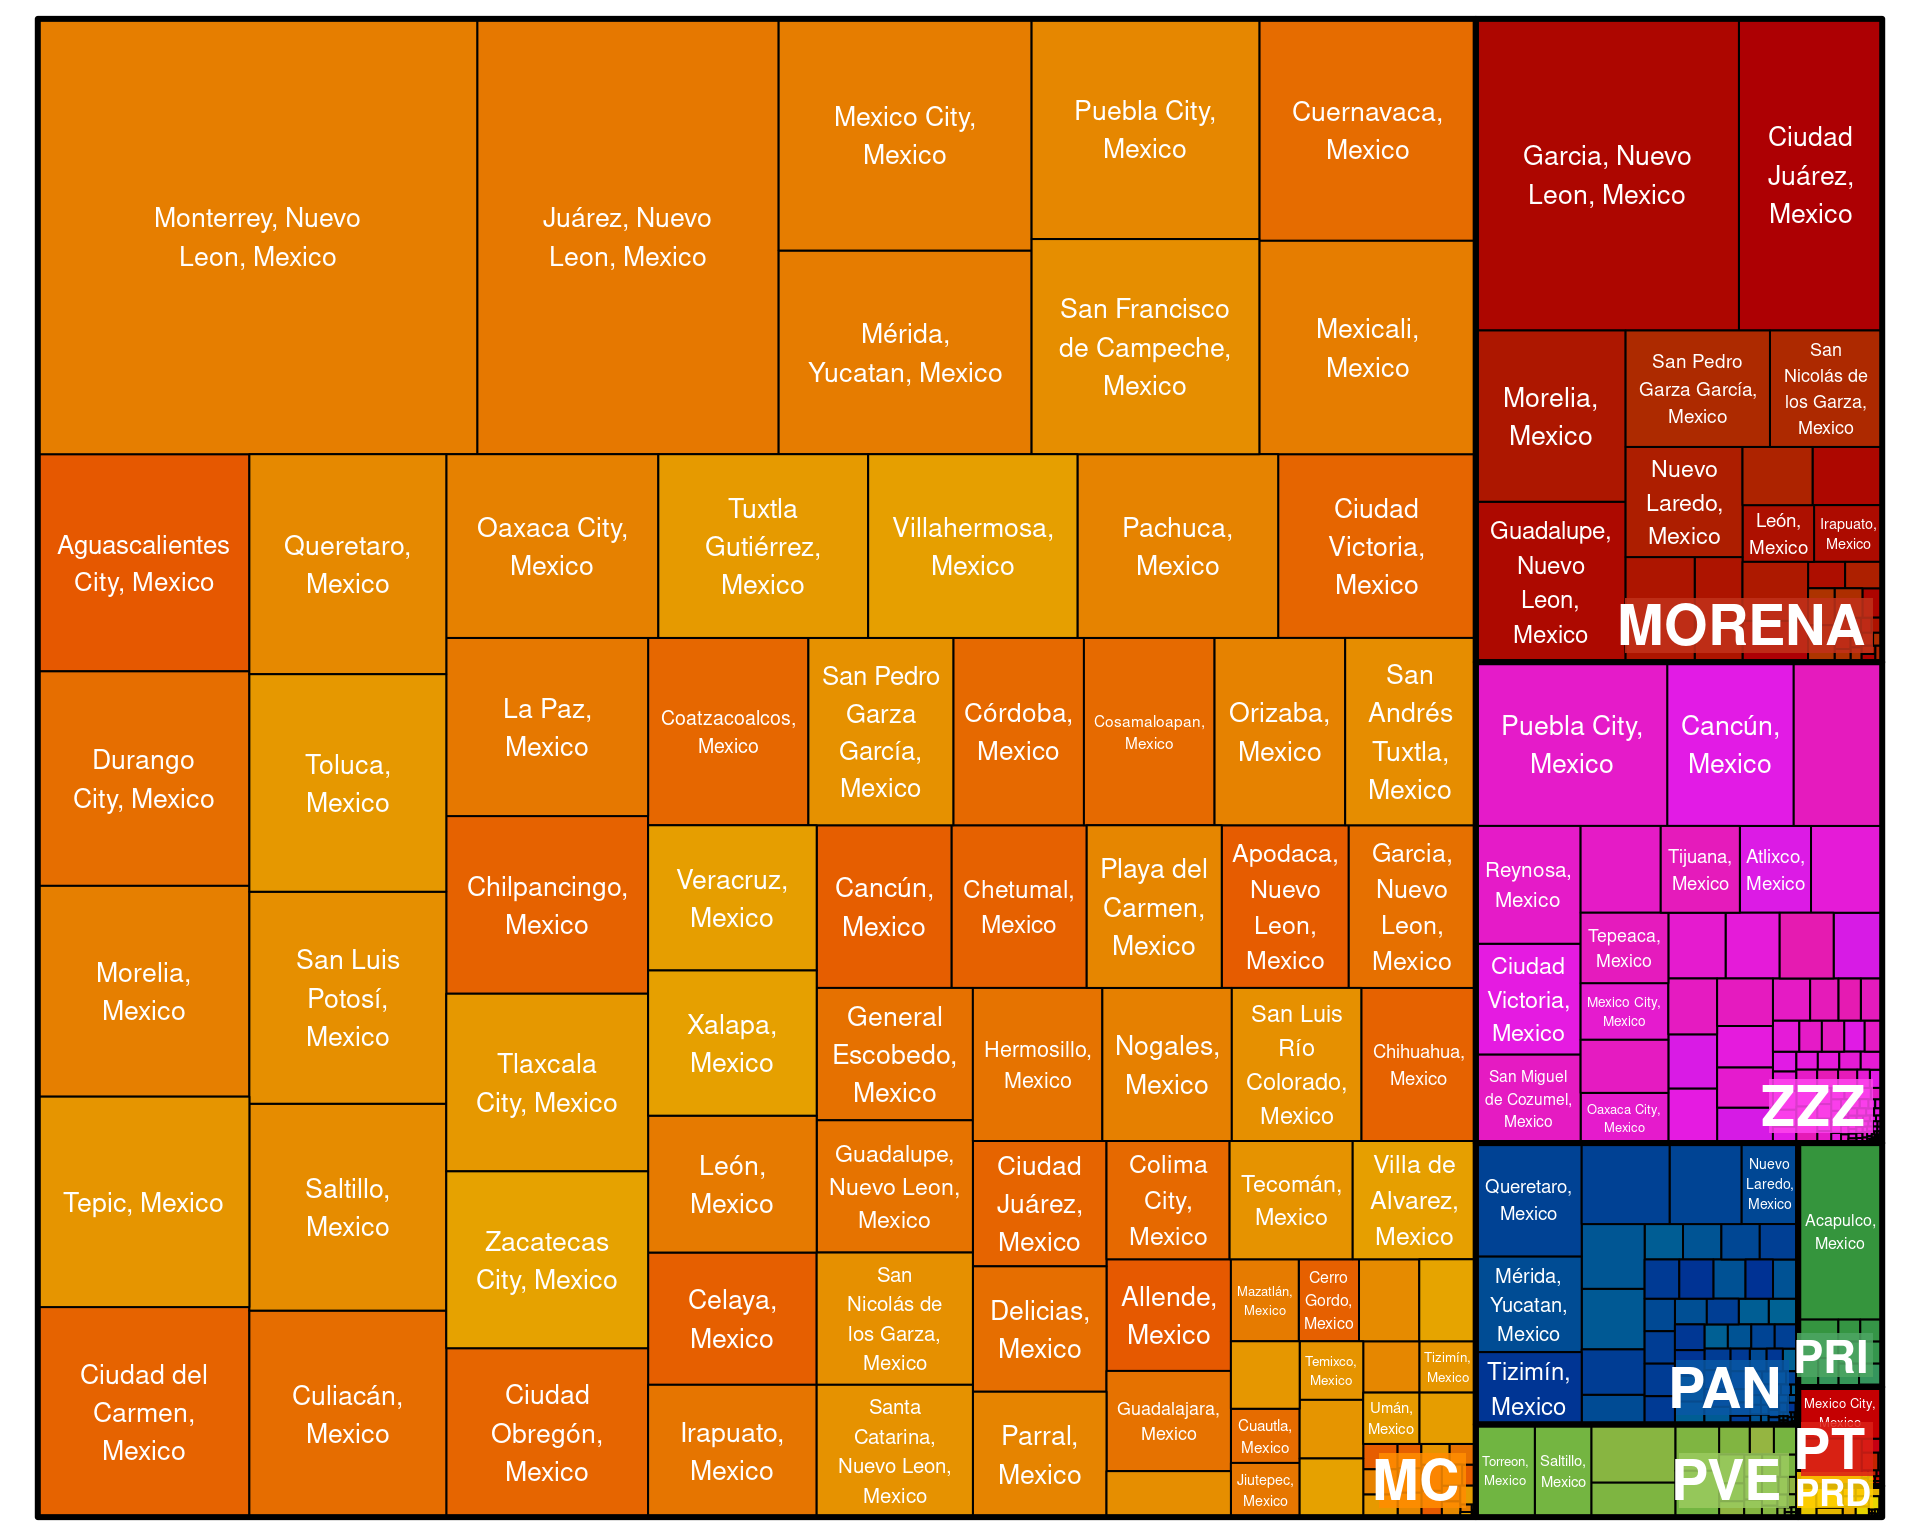 Monterrey, Nuevo
Leon, Mexico
Juárez, Nuevo
Leon, Mexico
Mexico City,
Mexico
Mérida,
Yucatan, Mexico
Puebla City,
Mexico
San Francisco
de Campeche,
Mexico
Cuernavaca,
Mexico
Mexicali,
Mexico
Aguascalientes
City, Mexico
Durango
City, Mexico
Morelia,
Mexico
Tepic, Mexico
Ciudad del
Carmen,
Mexico
Queretaro,
Mexico
Toluca,
Mexico
San Luis
Potosí,
Mexico
Saltillo,
Mexico
Culiacán,
Mexico
Oaxaca City,
Mexico
Tuxtla
Gutiérrez,
Mexico
Villahermosa,
Mexico
Pachuca,
Mexico
Ciudad
Victoria,
Mexico
La Paz,
Mexico
Chilpancingo,
Mexico
Tlaxcala
City, Mexico
Zacatecas
City, Mexico
Ciudad
Obregón,
Mexico
Coatzacoalcos,
Mexico
San Pedro
Garza
García,
Mexico
Córdoba,
Mexico
Cosamaloapan,
Mexico
Orizaba,
Mexico
San
Andrés
Tuxtla,
Mexico
Veracruz,
Mexico
Xalapa,
Mexico
León,
Mexico
Celaya,
Mexico
Irapuato,
Mexico
Cancún,
Mexico
Chetumal,
Mexico
Playa del
Carmen,
Mexico
Apodaca,
Nuevo
Leon,
Mexico
Garcia,
Nuevo
Leon,
Mexico
General
Escobedo,
Mexico
Guadalupe,
Nuevo Leon,
Mexico
San
Nicolás de
los Garza,
Mexico
Santa
Catarina,
Nuevo Leon,
Mexico
Hermosillo,
Mexico
Nogales,
Mexico
San Luis
Río
Colorado,
Mexico
Chihuahua,
Mexico
Ciudad
Juárez,
Mexico
Delicias,
Mexico
Parral,
Mexico
Colima
City,
Mexico
Tecomán,
Mexico
Villa de
Alvarez,
Mexico
Allende,
Mexico
Guadalajara,
Mexico
Mazatlán,
Mexico
Cerro
Gordo,
Mexico
Temixco,
Mexico
Tizimín,
Mexico
Cuautla,
Mexico
Umán,
Mexico
Jiutepec,
Mexico
MC
Garcia, Nuevo
Leon, Mexico
Ciudad
Juárez,
Mexico
Morelia,
Mexico
San Pedro
Garza García,
Mexico
San
Nicolás de
los Garza,
Mexico
Guadalupe,
Nuevo
Leon,
Mexico
Nuevo
Laredo,
Mexico
León,
Mexico
Irapuato,
Mexico
MORENA
Puebla City,
Mexico
Cancún,
Mexico
Reynosa,
Mexico
Tijuana,
Mexico
Atlixco,
Mexico
Ciudad
Victoria,
Mexico
Tepeaca,
Mexico
Mexico City,
Mexico
San Miguel
de Cozumel,
Mexico
Oaxaca City,
Mexico
ZZZ
Queretaro,
Mexico
Nuevo
Laredo,
Mexico
Mérida,
Yucatan,
Mexico
Tizimín,
Mexico
PAN
Acapulco,
Mexico
PRI
Mexico City,
Mexico
PT
Torreon,
Mexico
Saltillo,
Mexico
PVE
PRD